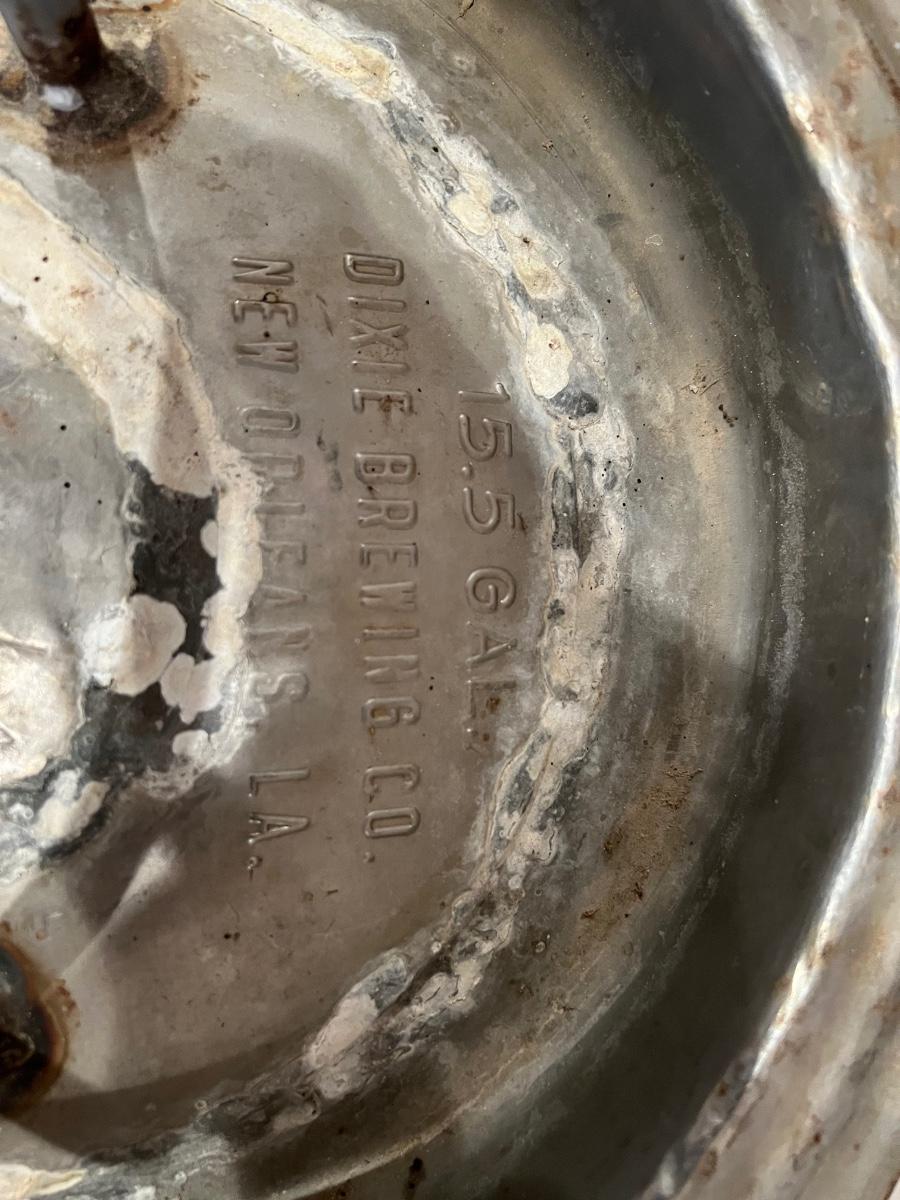 15.5 GAL.
DIXIE BREWING CO.
NEW ORLEANS, LA.